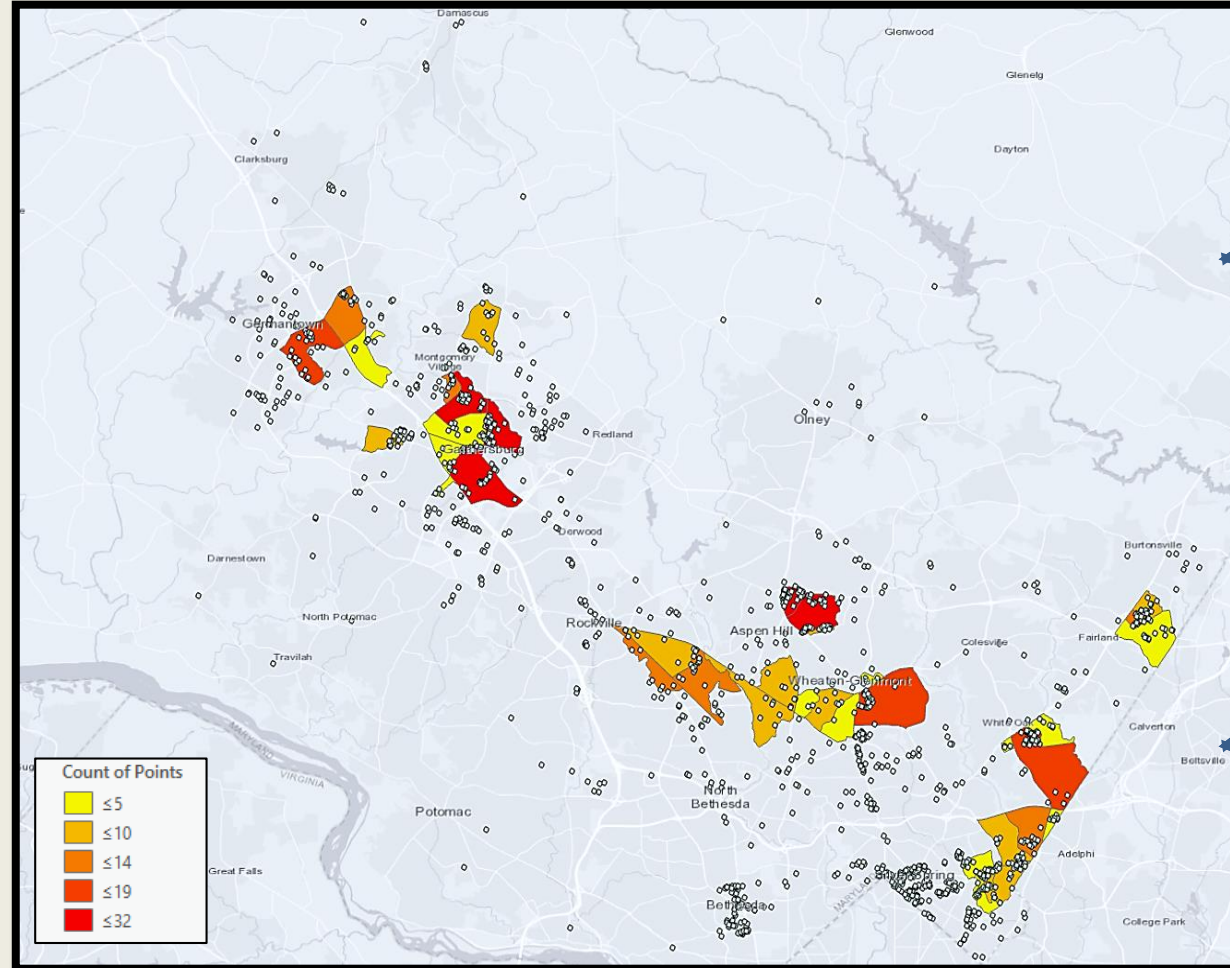 Damascus
Glenwood
Glenelg
Dayton
Clarksburg
Germantown
Montgomery
Village
Olney
Redland
Gaithersburg
Derwood
Burtonsville
Darnestown
North Potomac
Rockville
Aspen Hill
Colesville
Fairland
Travilah
Wheaton-Glenmont
White Oak
Calverton
MARYLAND
VIRGINIA
Beltsville
Count of Points
≤5
≤10
≤14
≤19
≤32
North
Bethesda
Potomac
Adelphi
Great Falls
Silver Spring
Bethesda
College Park